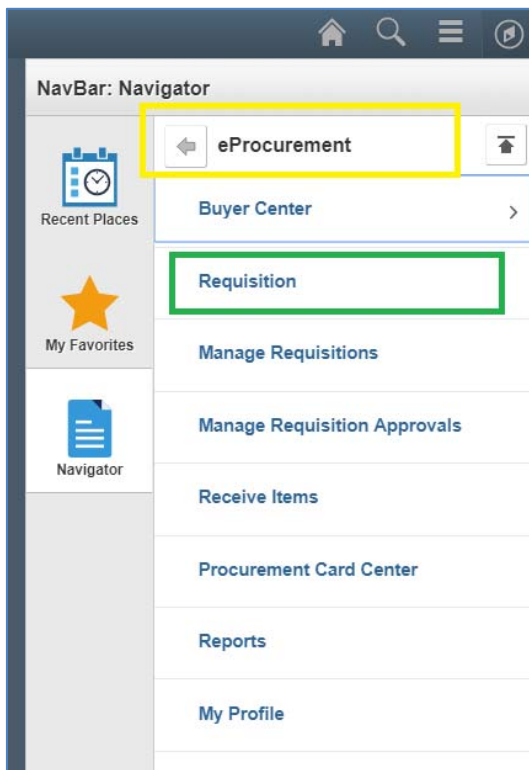 NavBar: Navigator
Recent Places
My Favorites
Navigator
eProcurement
Buyer Center
Requisition
Manage Requisitions
Manage Requisition Approvals
Receive Items
Procurement Card Center
Reports
My Profile